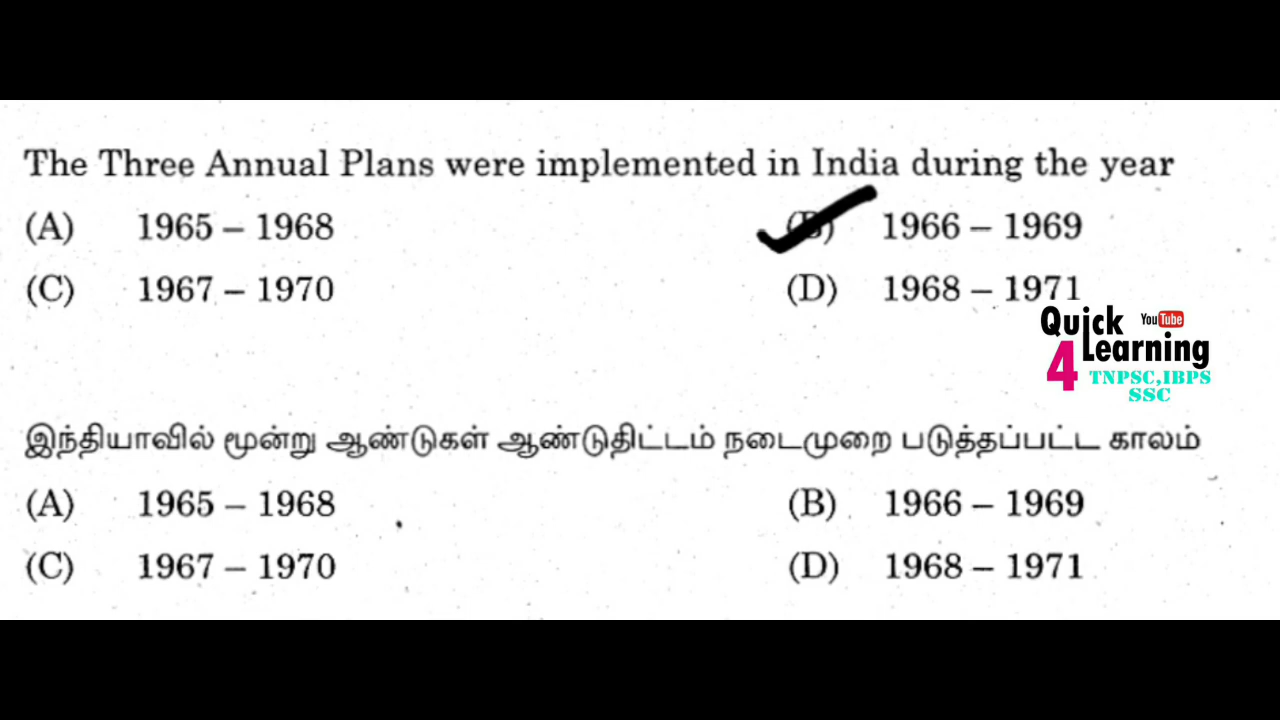 The Three Annual Plans were implemented in India during the year
(A) 1965 – 1968 (B) 1966 – 1969
(C) 1967 – 1970 (D) 1968 – 1971
Quick YouTube
4 Learning
TNPSC,IBPS
SSC
இந்தியாவில் மூன்று ஆண்டுகள் ஆண்டுதிட்டம் நடைமுறை படுத்தப்பட்ட காலம்
(A) 1965 – 1968 (B) 1966 – 1969
(C) 1967 – 1970 (D) 1968 – 1971